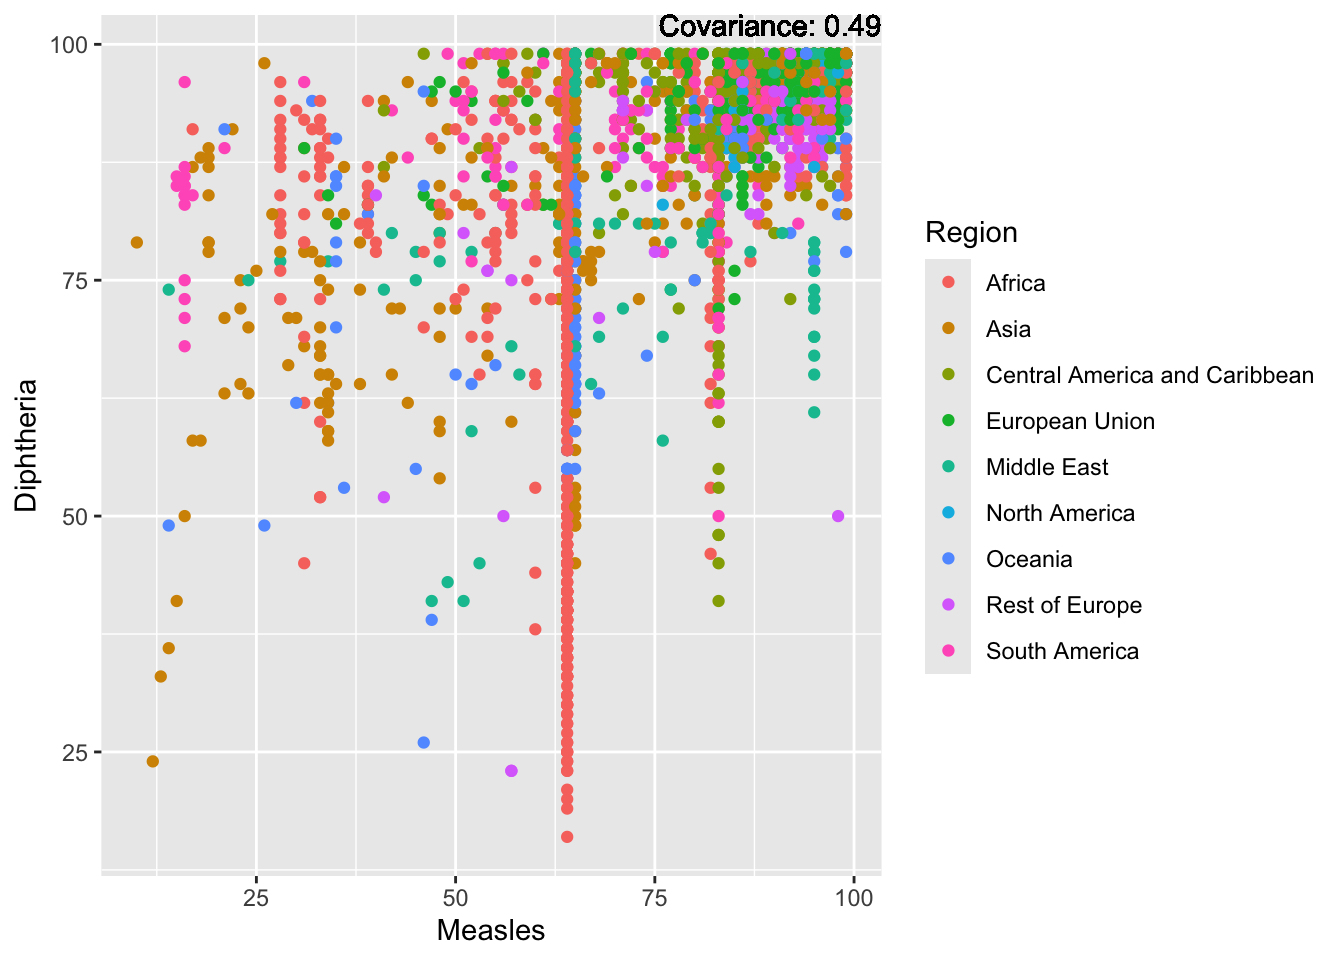 Covariance: 0.49
100
75
50
25
Diphtheria
25 50 75 100
Measles
Region
Africa
Asia
Central America and Caribbean
European Union
Middle East
North America
Oceania
Rest of Europe
South America